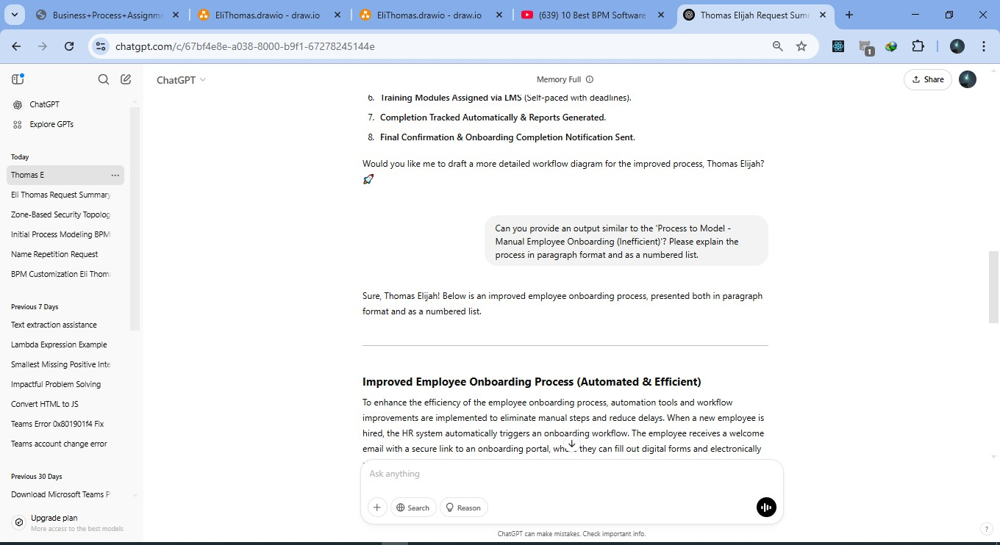 Business+Process+Assignme
EliThomas.drawio - draw.io
EliThomas.drawio - draw.io
(639) 10 Best BPM Software
Thomas Elijah Request Summ
chatgpt.com/c/67bf4e8e-a038-8000-b9f1-67278245144e
1
ChatGPT
Explore GPTs
Today
Thomas E
Eli Thomas Request Summary
Zone-Based Security Topolog
Initial Process Modeling BPM
Name Repetition Request
BPM Customization Eli Thoma
Previous 7 Days
Text extraction assistance
Lambda Expression Example
Smallest Missing Positive Inte
Impactful Problem Solving
Convert HTML to JS
Teams Error 0x801901f4 Fix
Teams account change error
Previous 30 Days
Download Microsoft Teams P
Upgrade plan
More access to the best models
ChatGPT
Memory Full
Share
6. Training Modules Assigned via LMS (Self-paced with deadlines).
7. Completion Tracked Automatically & Reports Generated.
8. Final Confirmation & Onboarding Completion Notification Sent.
Would you like me to draft a more detailed workflow diagram for the improved process, Thomas Elijah?
🚀
Can you provide an output similar to the 'Process to Model -
Manual Employee Onboarding (Inefficient)'? Please explain the
process in paragraph format and as a numbered list.
Sure, Thomas Elijah! Below is an improved employee onboarding process, presented both in paragraph
format and as a numbered list.
Improved Employee Onboarding Process (Automated & Efficient)
To enhance the efficiency of the employee onboarding process, automation tools and workflow
improvements are implemented to eliminate manual steps and reduce delays. When a new employee is
hired, the HR system automatically triggers an onboarding workflow. The employee receives a welcome
email with a secure link to an onboarding portal, they can fill out digital forms and electronically
Ask anything
Search
Reason
ChatGPT can make mistakes. Check important info.
?